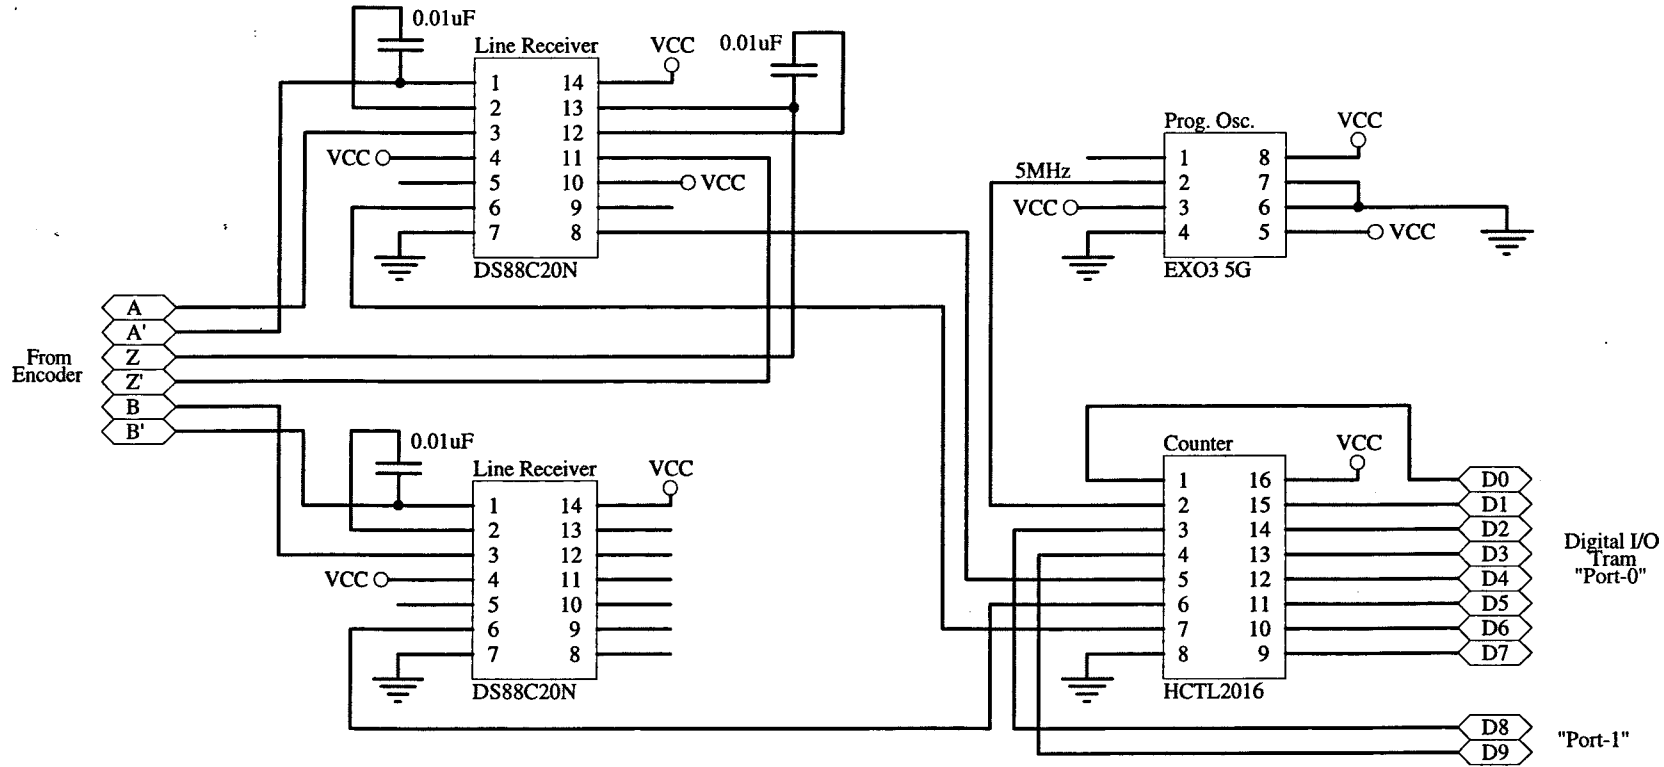 0.01uF
Line Receiver
VCC
0.01uF
1 14
2 13
3 12
VCC 4 11
5 10 VCC
6 9
7 8
DS88C20N
Prog. Osc.
VCC
1 8
5MHz 2 7
VCC 3 6
4 5 VCC
EXO3 5G
From
Encoder
A
A'
Z
Z'
B
B'
0.01uF
Line Receiver
VCC
1 14
2 13
3 12
VCC 4 11
5 10
6 9
7 8
DS88C20N
Counter
VCC
1 16
2 15
3 14
4 13
5 12
6 11
7 10
8 9
HCTL2016
D0
D1
D2
D3
D4
D5
D6
D7
Digital I/O
Tram
"Port-0"
D8
D9
"Port-1"